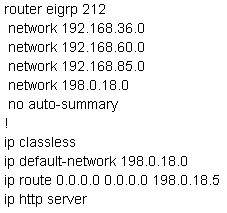 router eigrp 212
network 192.168.36.0
network 192.168.60.0
network 192.168.85.0
network 198.0.18.0
no auto-summary
!
ip classless
ip default-network 198.0.18.0
ip route 0.0.0.0 0.0.0.0 198.0.18.5
ip http server